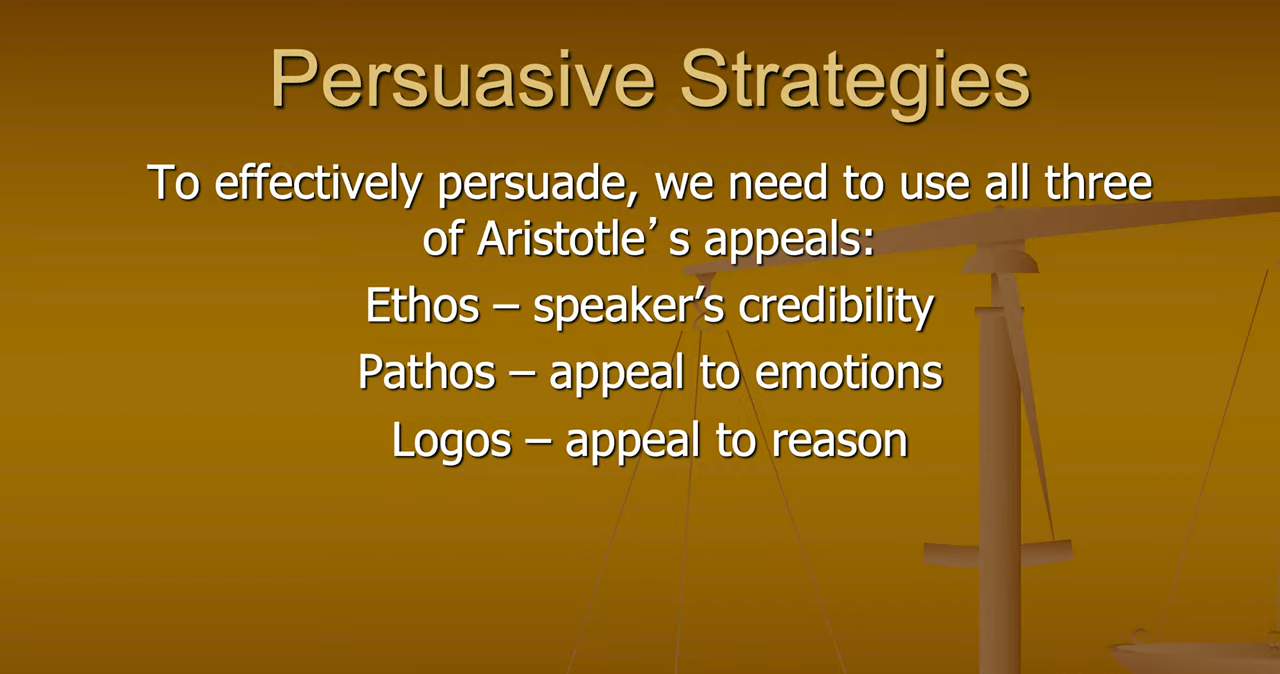 Persuasive Strategies
To effectively persuade, we need to use all three
of Aristotle’s appeals:
Ethos – speaker’s credibility
Pathos – appeal to emotions
Logos – appeal to reason